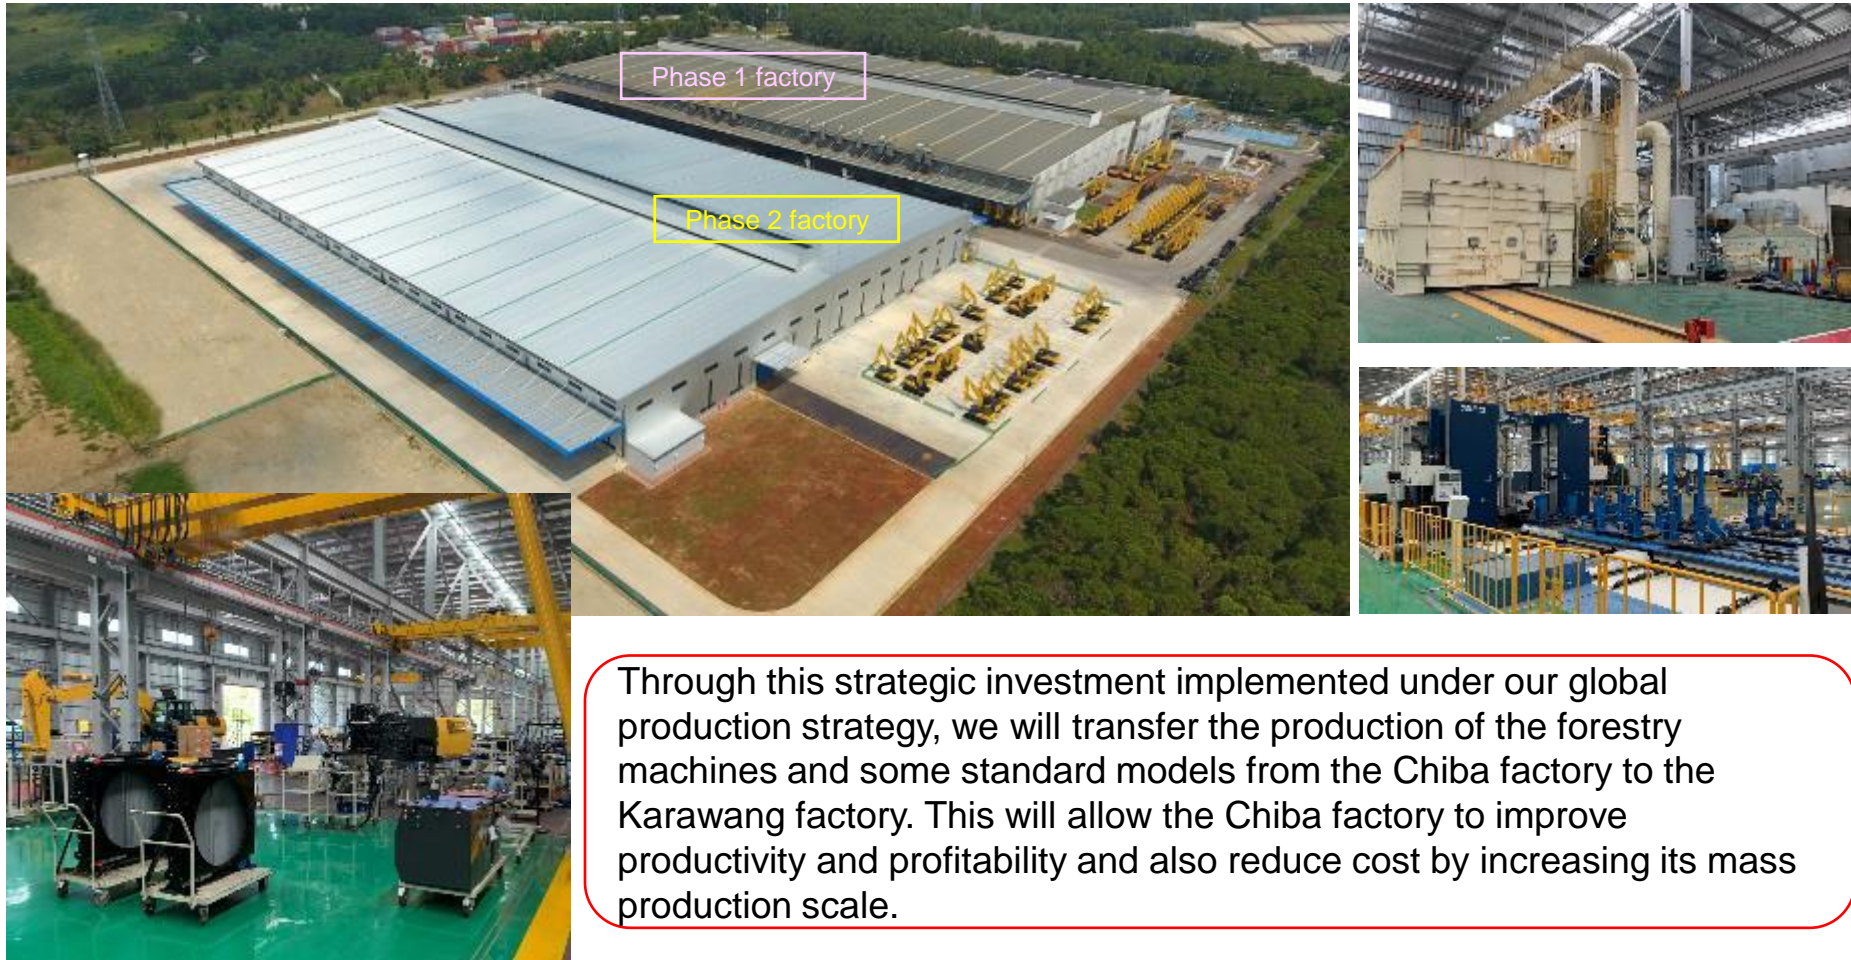 Phase 1 factory
Phase 2 factory
Through this strategic investment implemented under our global
production strategy, we will transfer the production of the forestry
machines and some standard models from the Chiba factory to the
Karawang factory. This will allow the Chiba factory to improve
productivity and profitability and also reduce cost by increasing its mass
production scale.